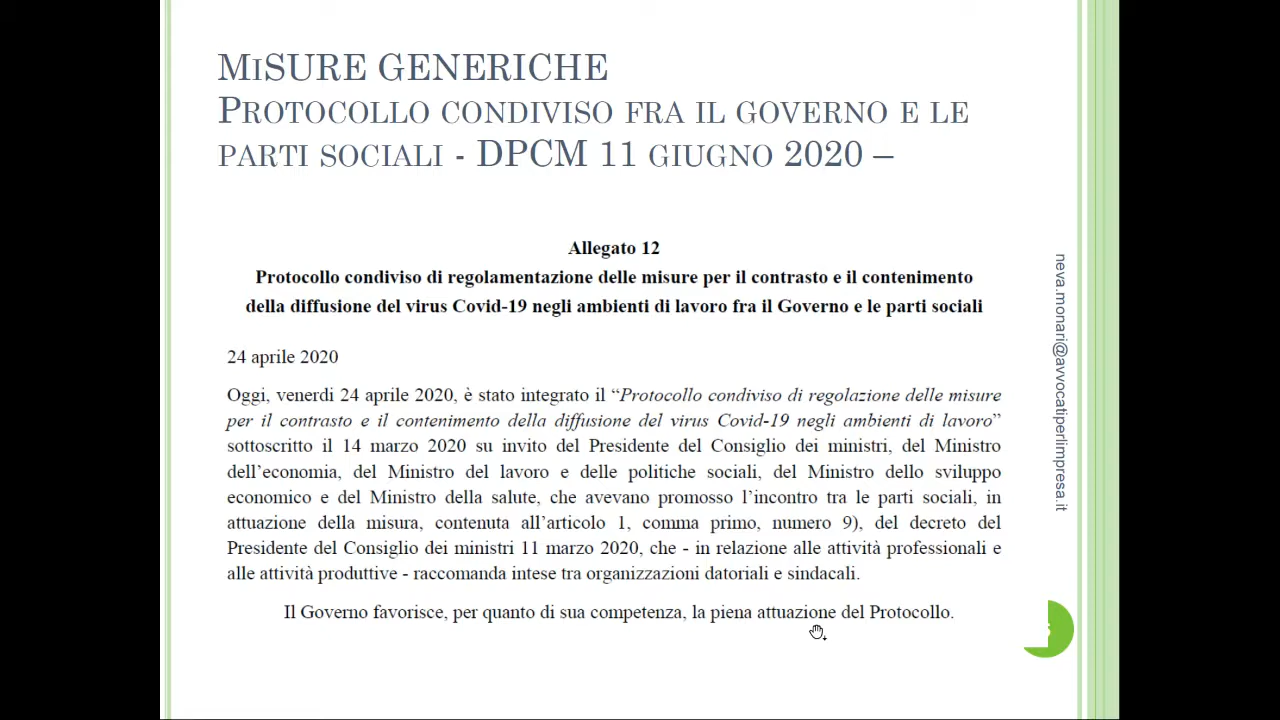 MiSURE GENERICHE
PROTOCOLLO CONDIVISO FRA IL GOVERNO E LE
PARTI SOCIALI - DPCM 11 GIUGNO 2020 –
Allegato 12
Protocollo condiviso di regolamentazione delle misure per il contrasto e il contenimento
della diffusione del virus Covid-19 negli ambienti di lavoro fra il Governo e le parti sociali
24 aprile 2020
Oggi, venerdi 24 aprile 2020, è stato integrato il “Protocollo condiviso di regolazione delle misure
per il contrasto e il contenimento della diffusione del virus Covid-19 negli ambienti di lavoro”
sottoscritto il 14 marzo 2020 su invito del Presidente del Consiglio dei ministri, del Ministro
dell’economia, del Ministro del lavoro e delle politiche sociali, del Ministro dello sviluppo
economico e del Ministro della salute, che avevano promosso l’incontro tra le parti sociali, in
attuazione della misura, contenuta all’articolo 1, comma primo, numero 9), del decreto del
Presidente del Consiglio dei ministri 11 marzo 2020, che - in relazione alle attività professionali e
alle attività produttive - raccomanda intese tra organizzazioni datoriali e sindacali.
Il Governo favorisce, per quanto di sua competenza, la piena attuazione del Protocollo.
neva.monari@avvocatiperlimpresa.it